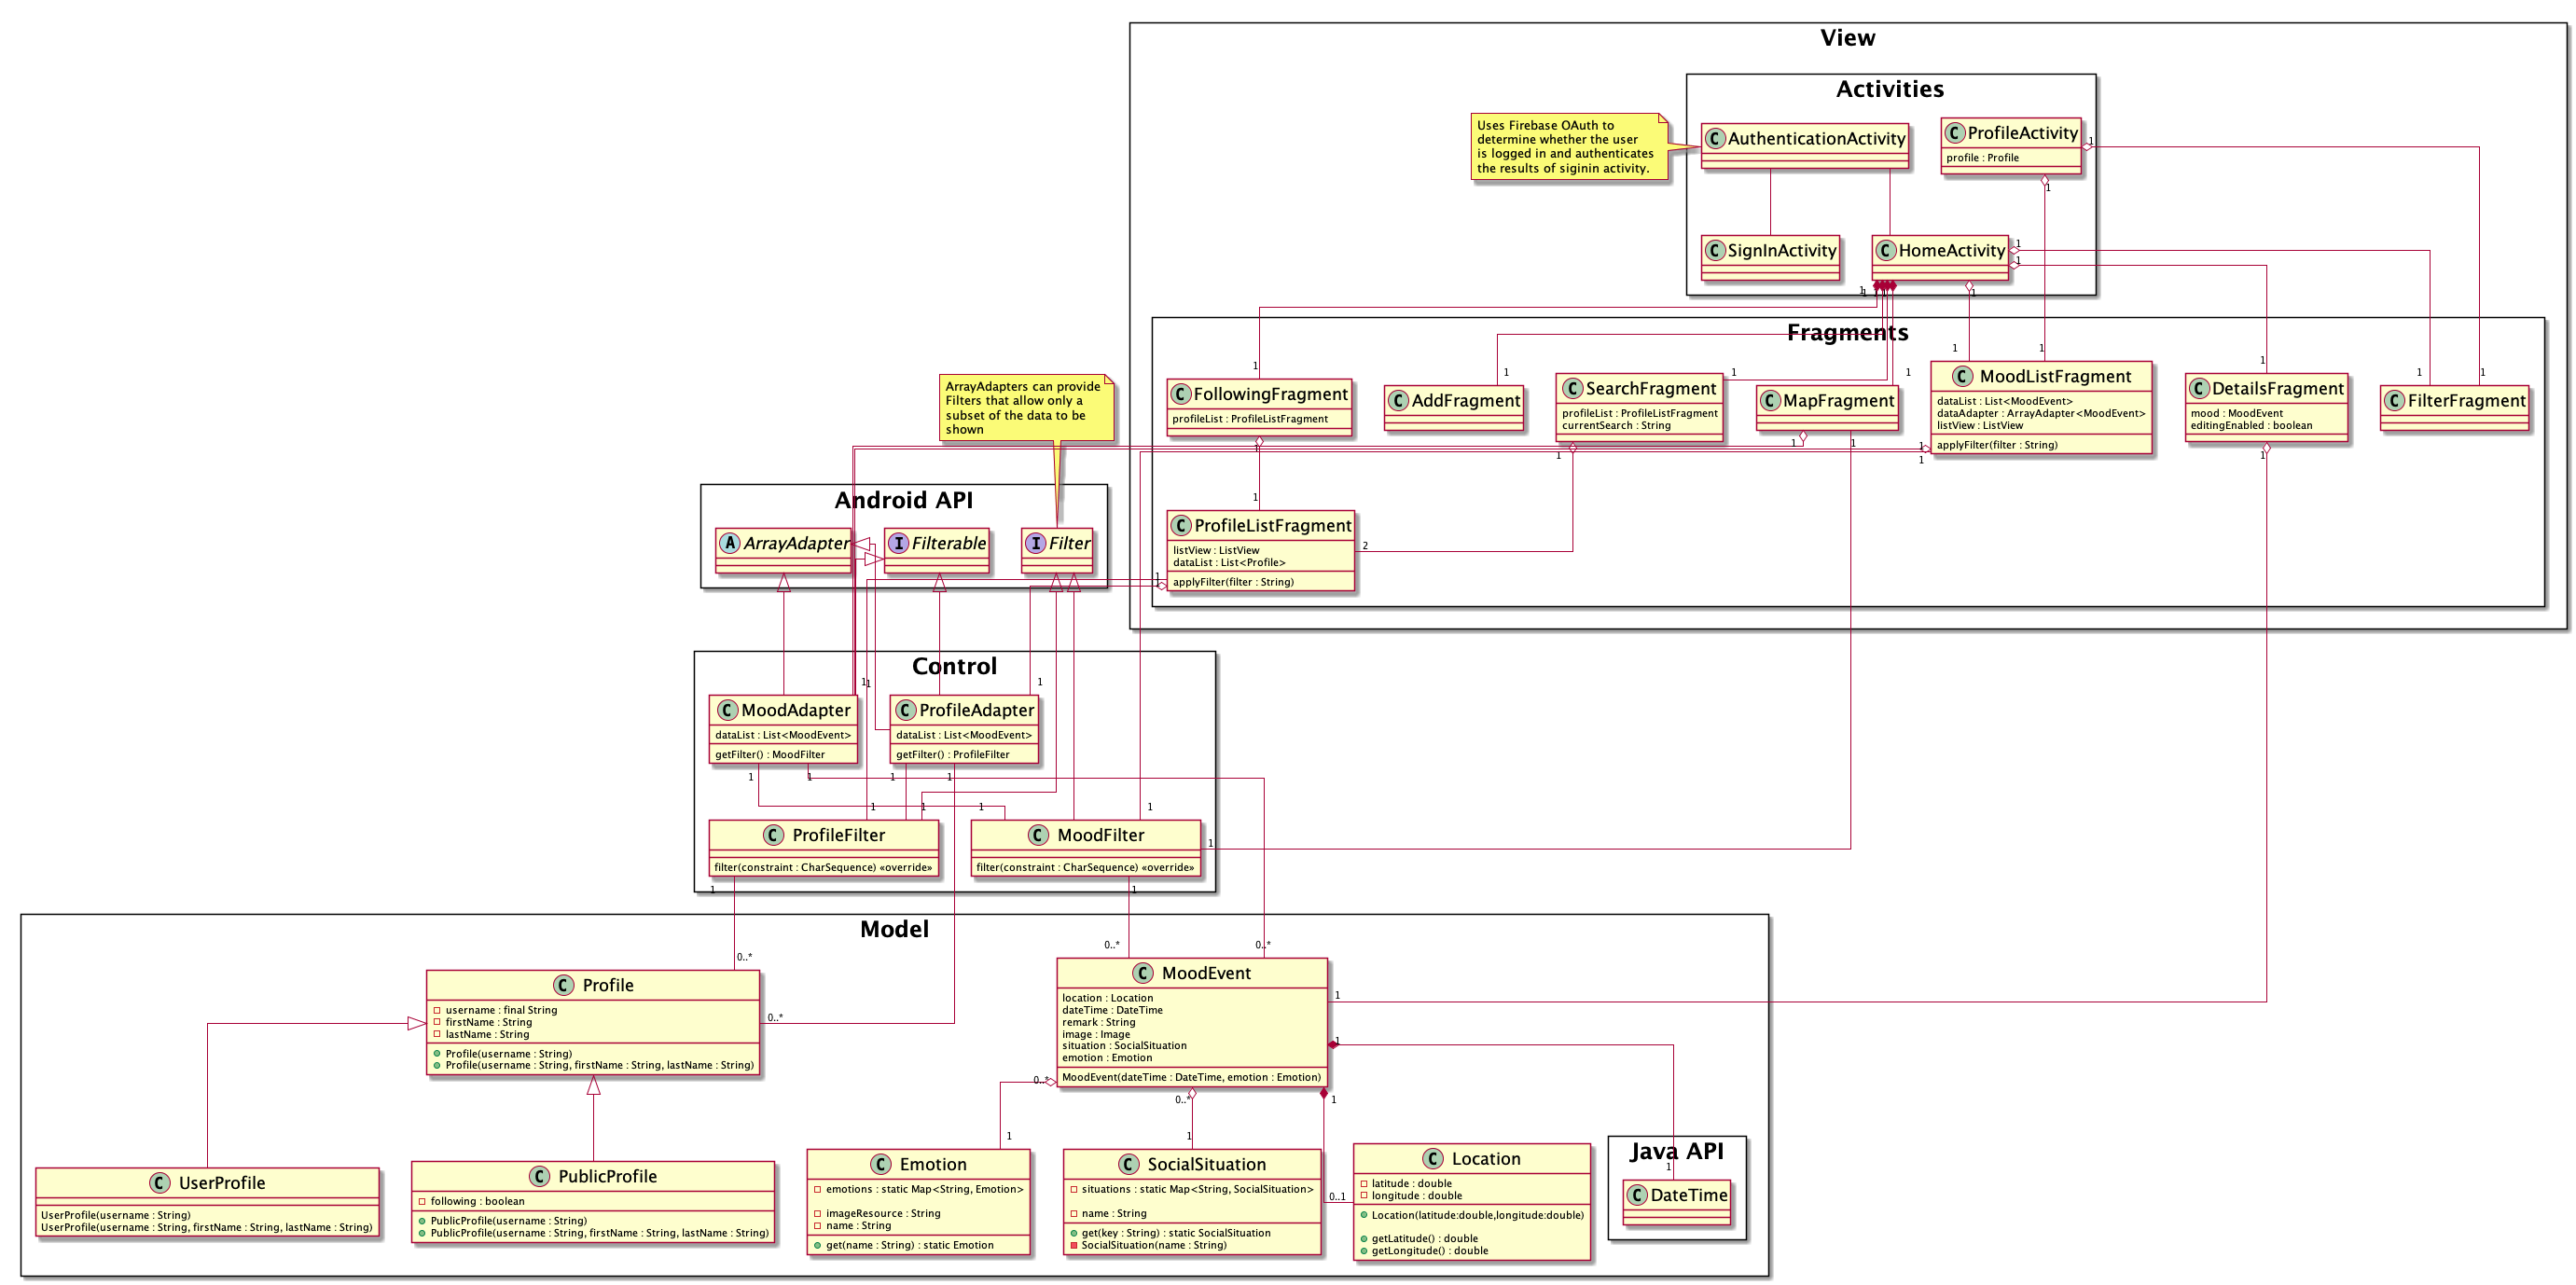 View
Activities
Uses Firebase OAuth to
determine whether the user
is logged in and authenticates
the results of siginin activity.
C AuthenticationActivity
C ProfileActivity
profile : Profile
1
1
C SignInActivity
C HomeActivity
1
1
1
1
1
Fragments
1
1
1
1
1
1
1
1
C FollowingFragment
profileList : ProfileListFragment
C AddFragment
C SearchFragment
profileList : ProfileListFragment
currentSearch : String
C MapFragment
C MoodListFragment
dataList : List<MoodEvent>
dataAdapter : ArrayAdapter<MoodEvent>
listView : ListView
applyFilter(filter : String)
C DetailsFragment
mood : MoodEvent
editingEnabled : boolean
C FilterFragment
ArrayAdapters can provide
Filters that allow only a
subset of the data to be
shown
1
1
1
1
1
1
1
Android API
A ArrayAdapter
I Filterable
I Filter
1
C ProfileListFragment
listView : ListView
dataList : List<Profile>
applyFilter(filter : String)
2
1
Control
1
1
1
C MoodAdapter
dataList : List<MoodEvent>
getFilter() : MoodFilter
C ProfileAdapter
dataList : List<MoodEvent>
getFilter() : ProfileFilter
1
1
1
1
1
1
1
1
C ProfileFilter
filter(constraint : CharSequence) «override»
C MoodFilter
filter(constraint : CharSequence) «override»
1
1
1
Model
0..*
0..*
0..*
C Profile
username : final String
firstName : String
lastName : String
Profile(username : String)
Profile(username : String, firstName : String, lastName : String)
0..*
C MoodEvent
location : Location
dateTime : DateTime
remark : String
image : Image
situation : SocialSituation
emotion : Emotion
MoodEvent(dateTime : DateTime, emotion : Emotion)
1
1
0..*
0..*
1
1
1
C UserProfile
UserProfile(username : String)
UserProfile(username : String, firstName : String, lastName : String)
C PublicProfile
following : boolean
PublicProfile(username : String)
PublicProfile(username : String, firstName : String, lastName : String)
C Emotion
emotions : static Map<String, Emotion>
imageResource : String
name : String
get(name : String) : static Emotion
C SocialSituation
situations : static Map<String, SocialSituation>
name : String
get(key : String) : static SocialSituation
SocialSituation(name : String)
0..1
C Location
latitude : double
longitude : double
Location(latitude:double,longitude:double)
getLatitude() : double
getLongitude() : double
Java API
1
C DateTime